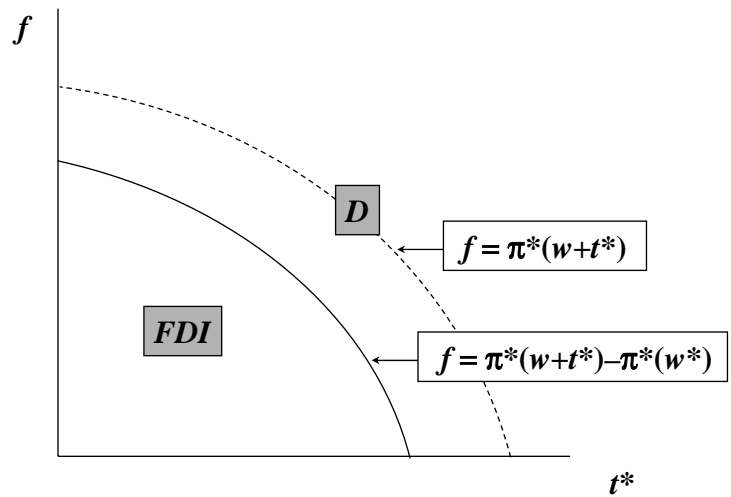 f
D
f = π*(w+t*)
FDI
f = π*(w+t*)–π*(w*)
t*